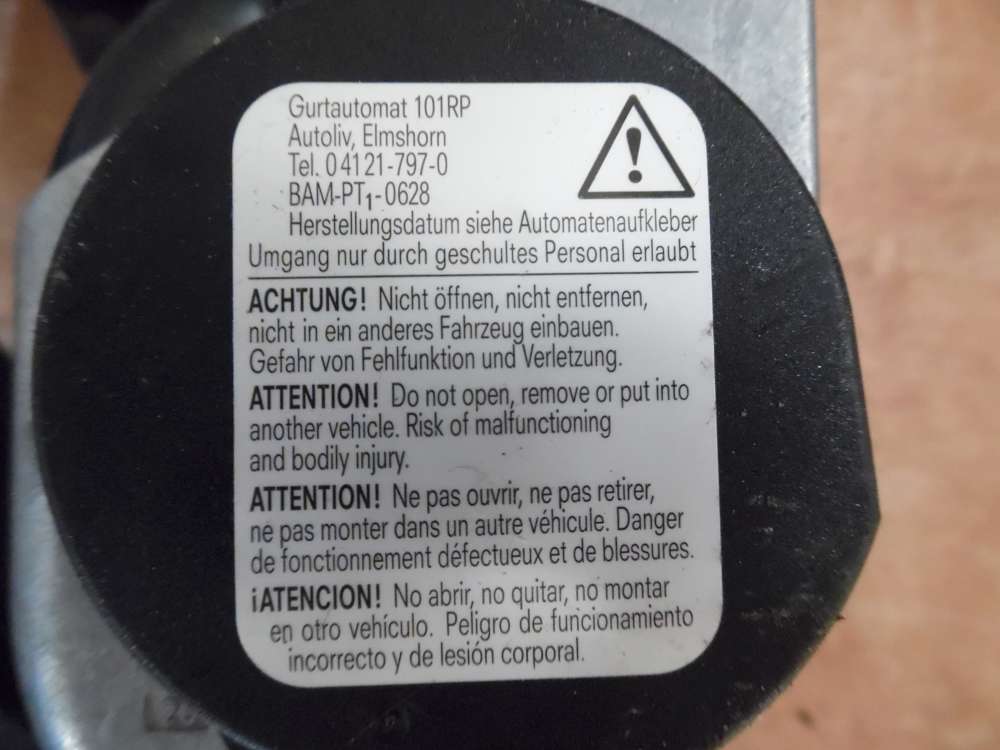 Gurtautomat 101RP
Autoliv, Elmshorn
Tel. 04121-797-0
BAM-PT1-0628
Herstellungsdatum siehe Automatenaufkleber
Umgang nur durch geschultes Personal erlaubt
ACHTUNG! Nicht öffnen, nicht entfernen,
nicht in ein anderes Fahrzeug einbauen.
Gefahr von Fehlfunktion und Verletzung.
ATTENTION! Do not open, remove or put into
another vehicle. Risk of malfunctioning
and bodily injury.
ATTENTION! Ne pas ouvrir, ne pas retirer,
ne pas monter dans un autre véhicule. Danger
de fonctionnement défectueux et de blessures.
¡ATENCION! No abrir, no quitar, no montar
en otro vehículo. Peligro de funcionamiento
incorrecto y de lesión corporal.